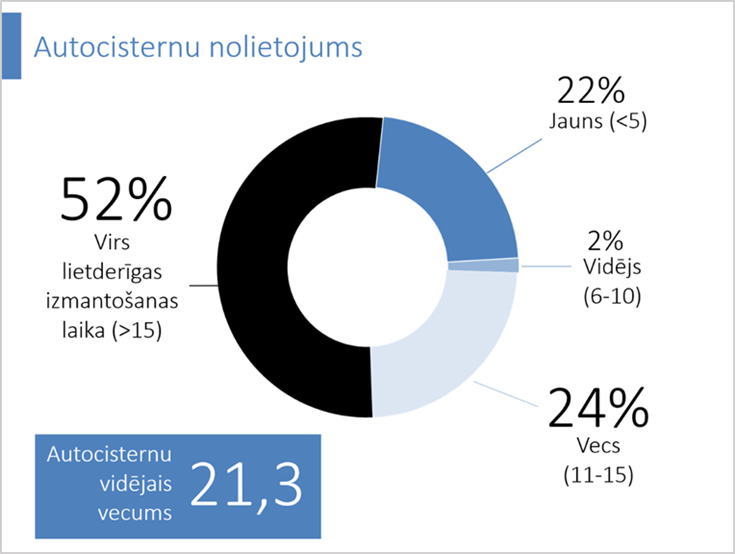 Autocisternu nolietojums
22%
Jauns (<5)
52%
Virs
lietderīgas
izmantošanas
laika (>15)
2%
Vidējs
(6-10)
24%
Vecs
(11-15)
Autocisternu
vidējais
vecums
21,3